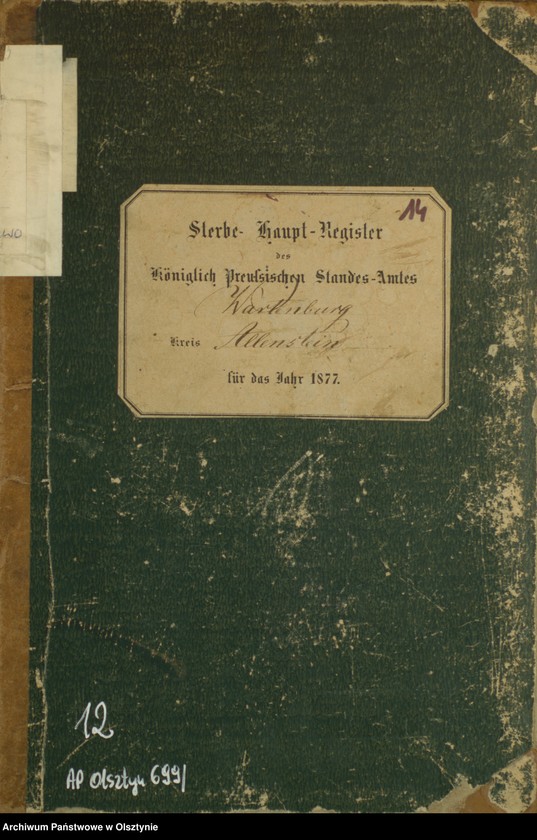 14
Sterbe- Haupt-Register
des
Königlich Preußischen Standes-Amtes
Wartenburg
Kreis Allenstein
für das Jahr 1877.
12
AP Olsztyn 699/
Archiwum Państwowe w Olsztynie